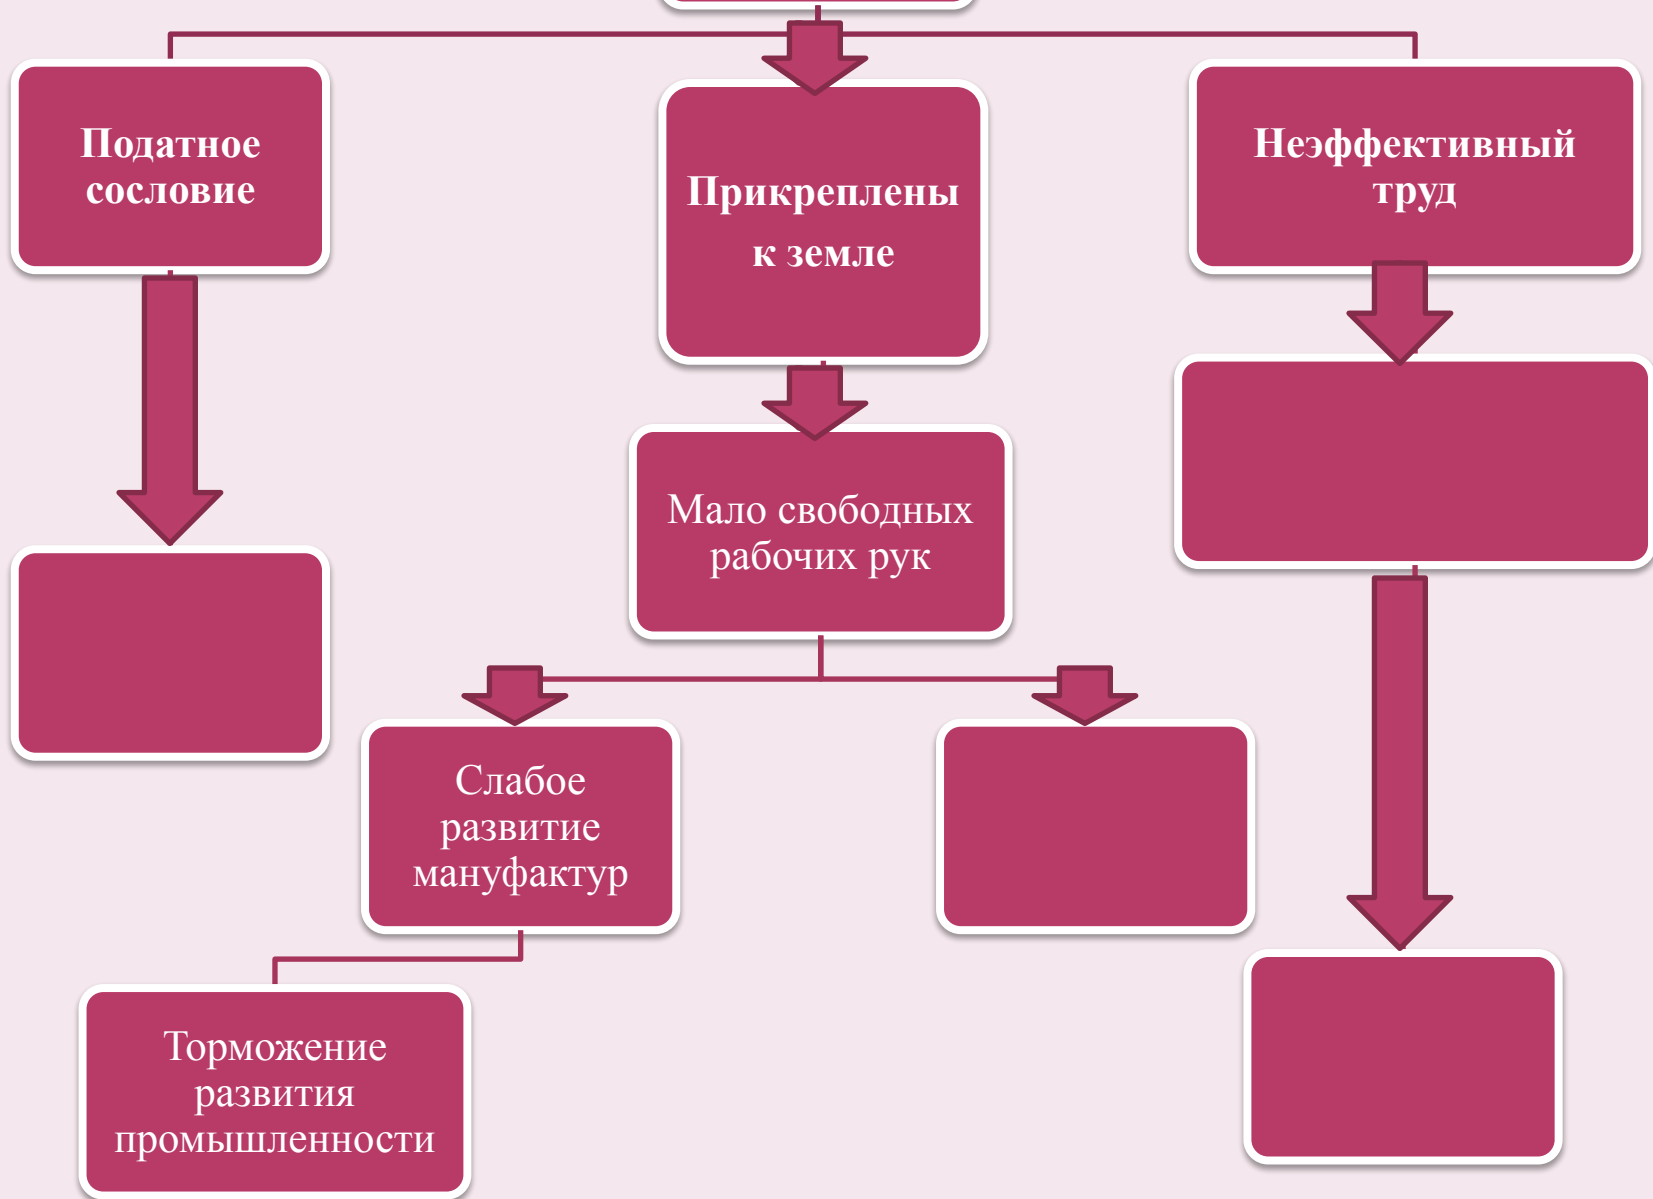 Податное
сословие
Прикреплены
к земле
Неэффективный
труд
Мало свободных
рабочих рук
Слабое
развитие
мануфактур
Торможение
развития
промышленности